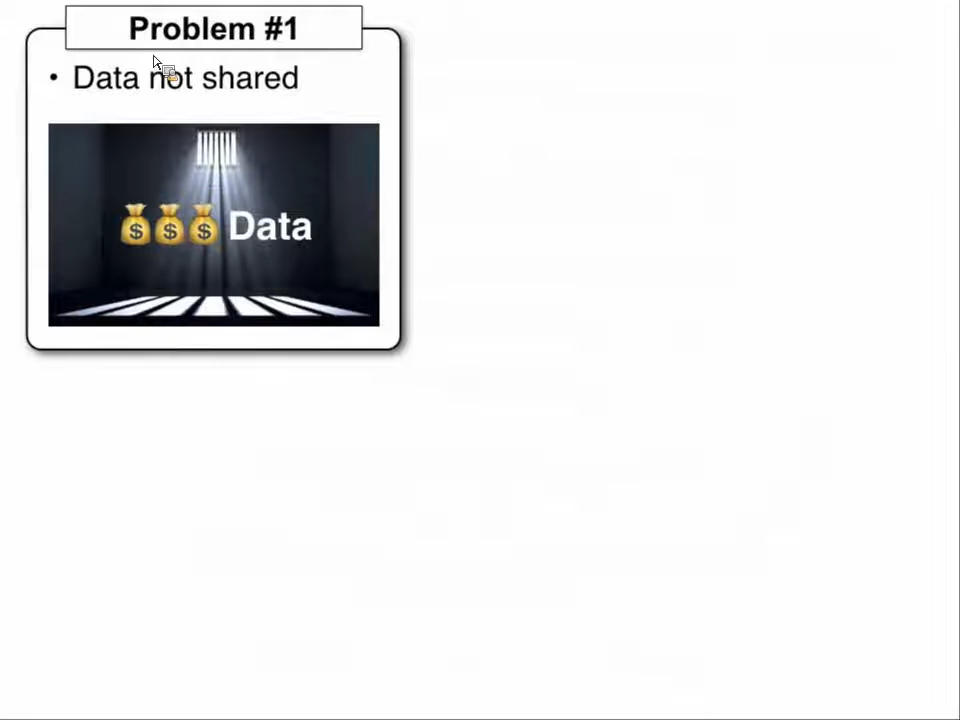 Problem #1
• Data not shared
💰💰💰 Data